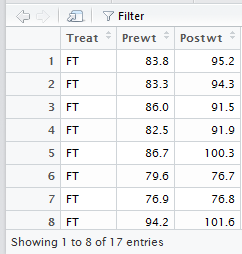 Filter
Treat Prewt Postwt
1 FT 83.8 95.2
2 FT 83.3 94.3
3 FT 86.0 91.5
4 FT 82.5 91.9
5 FT 86.7 100.3
6 FT 79.6 76.7
7 FT 76.9 76.8
8 FT 94.2 101.6
Showing 1 to 8 of 17 entries